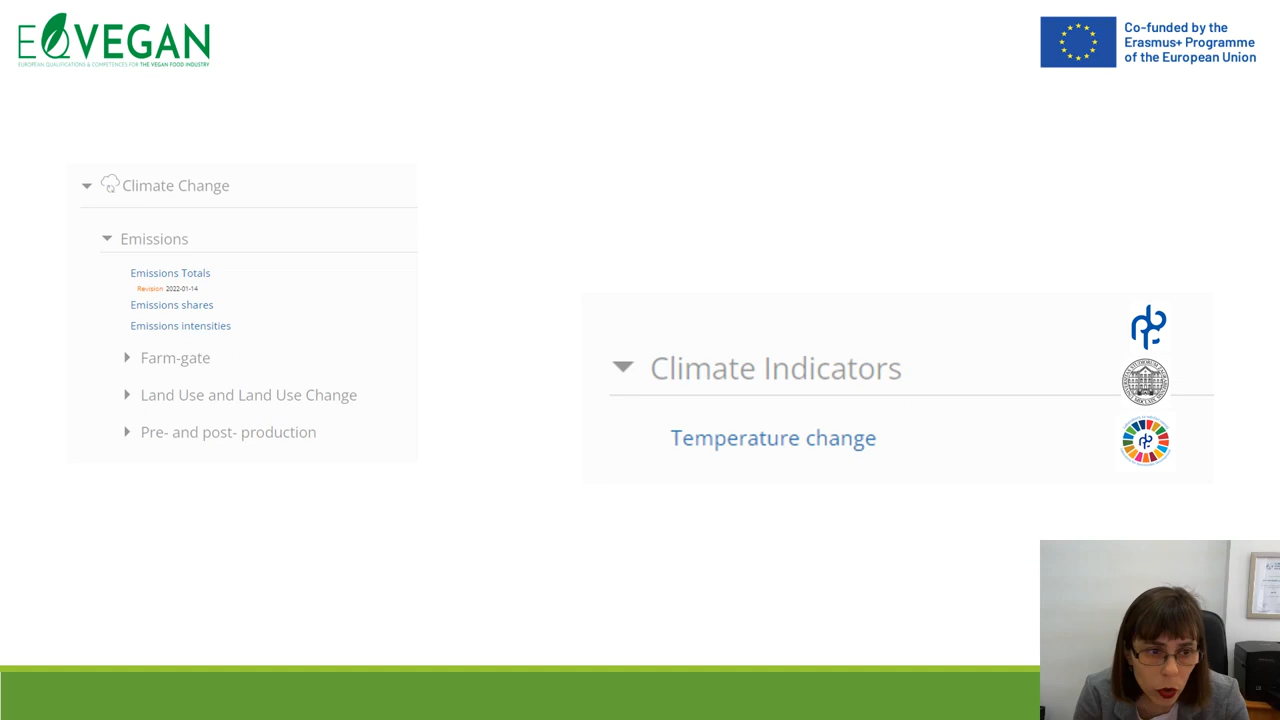 EQVEGAN
EUROPEAN QUALIFICATIONS & COMPETENCES FOR THE VEGAN FOOD INDUSTRY
Co-funded by the
Erasmus+ Programme
of the European Union
Climate Change
Emissions
Emissions Totals
Revision 2022-01-14
Emissions shares
Emissions intensities
Farm-gate
Land Use and Land Use Change
Pre- and post- production
Climate Indicators
Temperature change